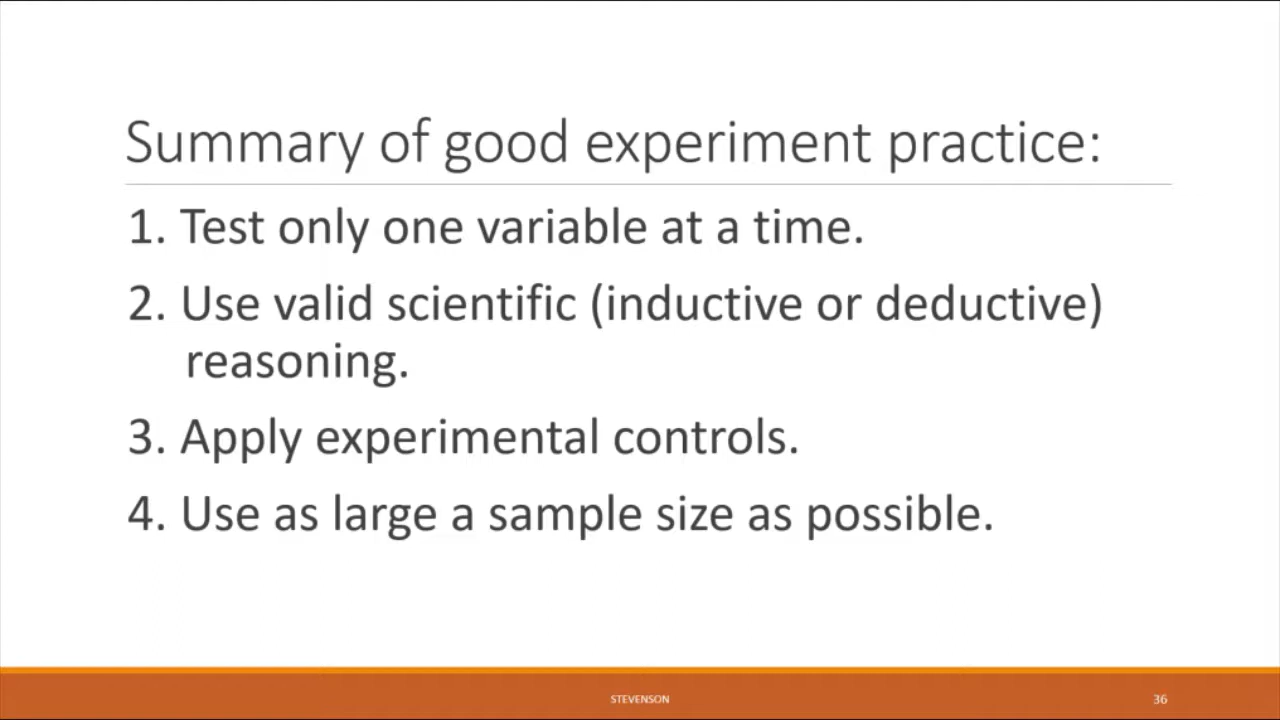 Summary of good experiment practice:
1. Test only one variable at a time.
2. Use valid scientific (inductive or deductive)
reasoning.
3. Apply experimental controls.
4. Use as large a sample size as possible.
STEVENSON
36